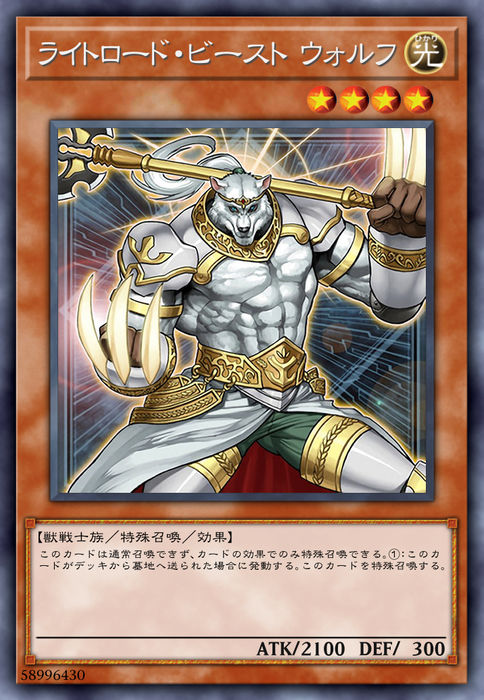 ライトロード・ビースト ウォルフ
ひかり
光
【獣戦士族／特殊召喚／効果】
このカードは通常召喚できず、カードの効果でのみ特殊召喚できる。①：このカ
ードがデッキから墓地へ送られた場合に発動する。このカードを特殊召喚する。
ATK/2100 DEF/ 300
58996430